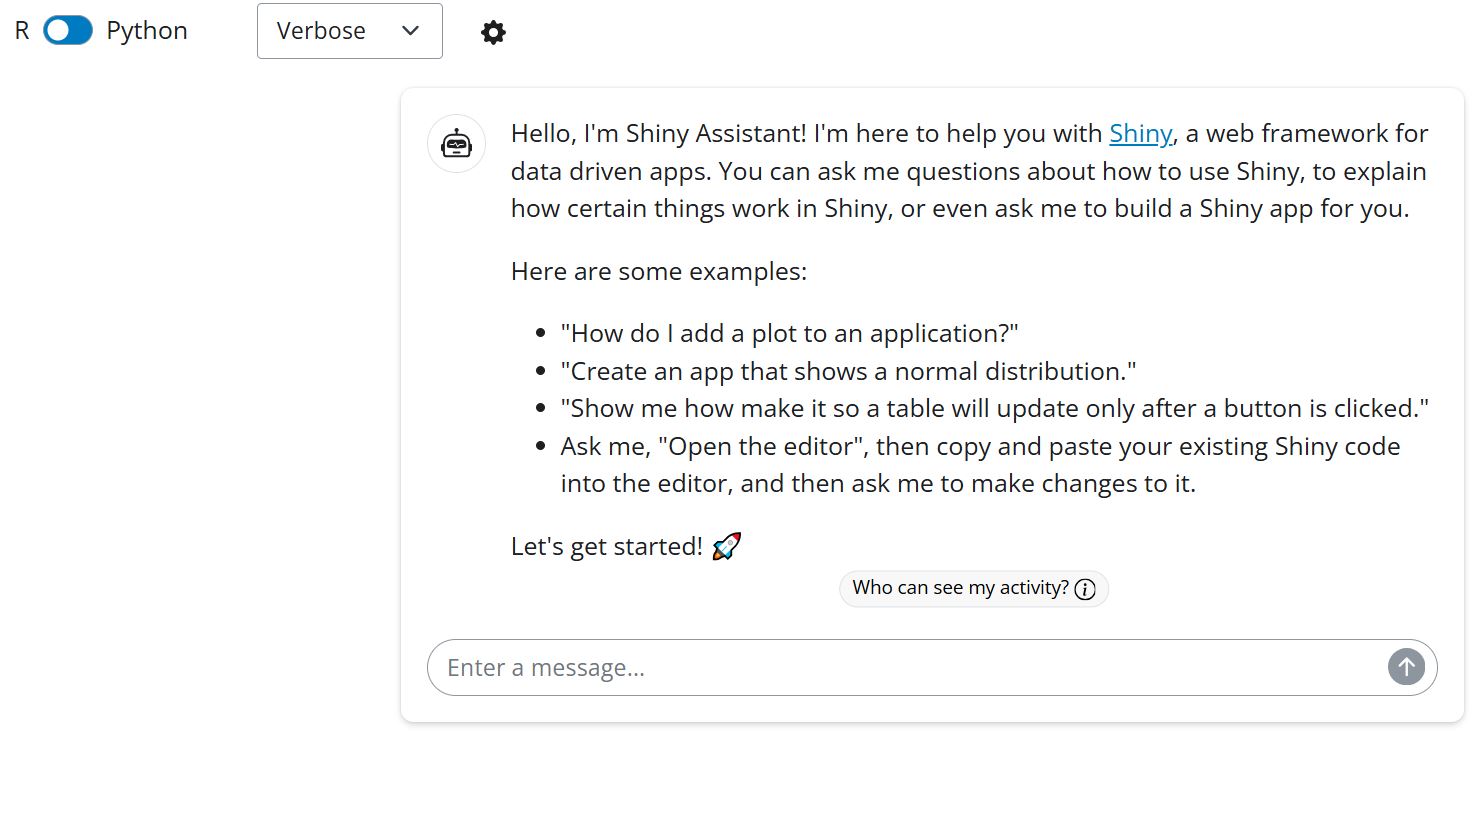 R Python Verbose
Hello, I'm Shiny Assistant! I'm here to help you with Shiny, a web framework for
data driven apps. You can ask me questions about how to use Shiny, to explain
how certain things work in Shiny, or even ask me to build a Shiny app for you.
Here are some examples:
"How do I add a plot to an application?"
"Create an app that shows a normal distribution."
"Show me how make it so a table will update only after a button is clicked."
Ask me, "Open the editor", then copy and paste your existing Shiny code
into the editor, and then ask me to make changes to it.
Let's get started! 🚀
Who can see my activity?
Enter a message...